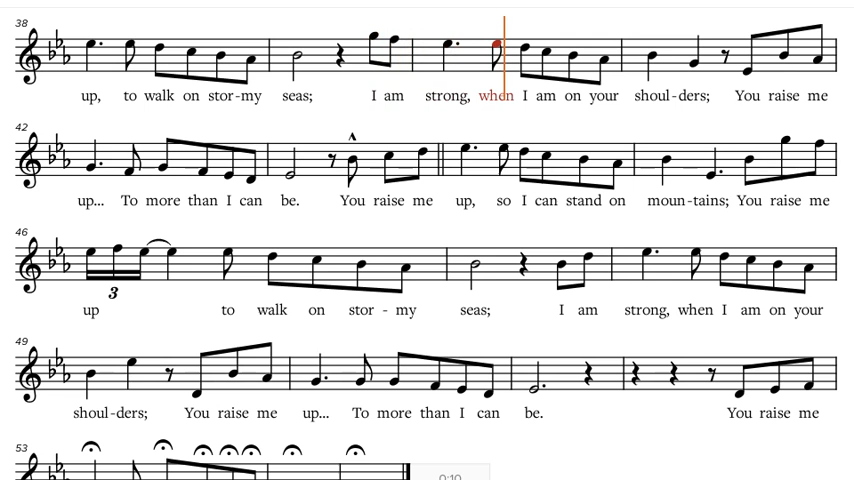 38
up, to walk on stor-my seas; I am strong, when I am on your shoul-ders; You raise me
42
up... To more than I can be. You raise me up, so I can stand on moun-tains; You raise me
46
3
up to walk on stor - my seas; I am strong, when I am on your
49
shoul-ders; You raise me up... To more than I can be. You raise me
53
0:10